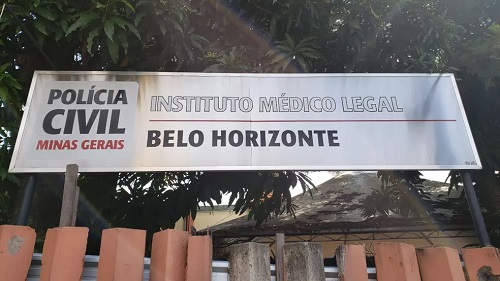 POLÍCIA
CIVIL
MINAS GERAIS
INSTITUTO MÉDICO LEGAL
BELO HORIZONTE